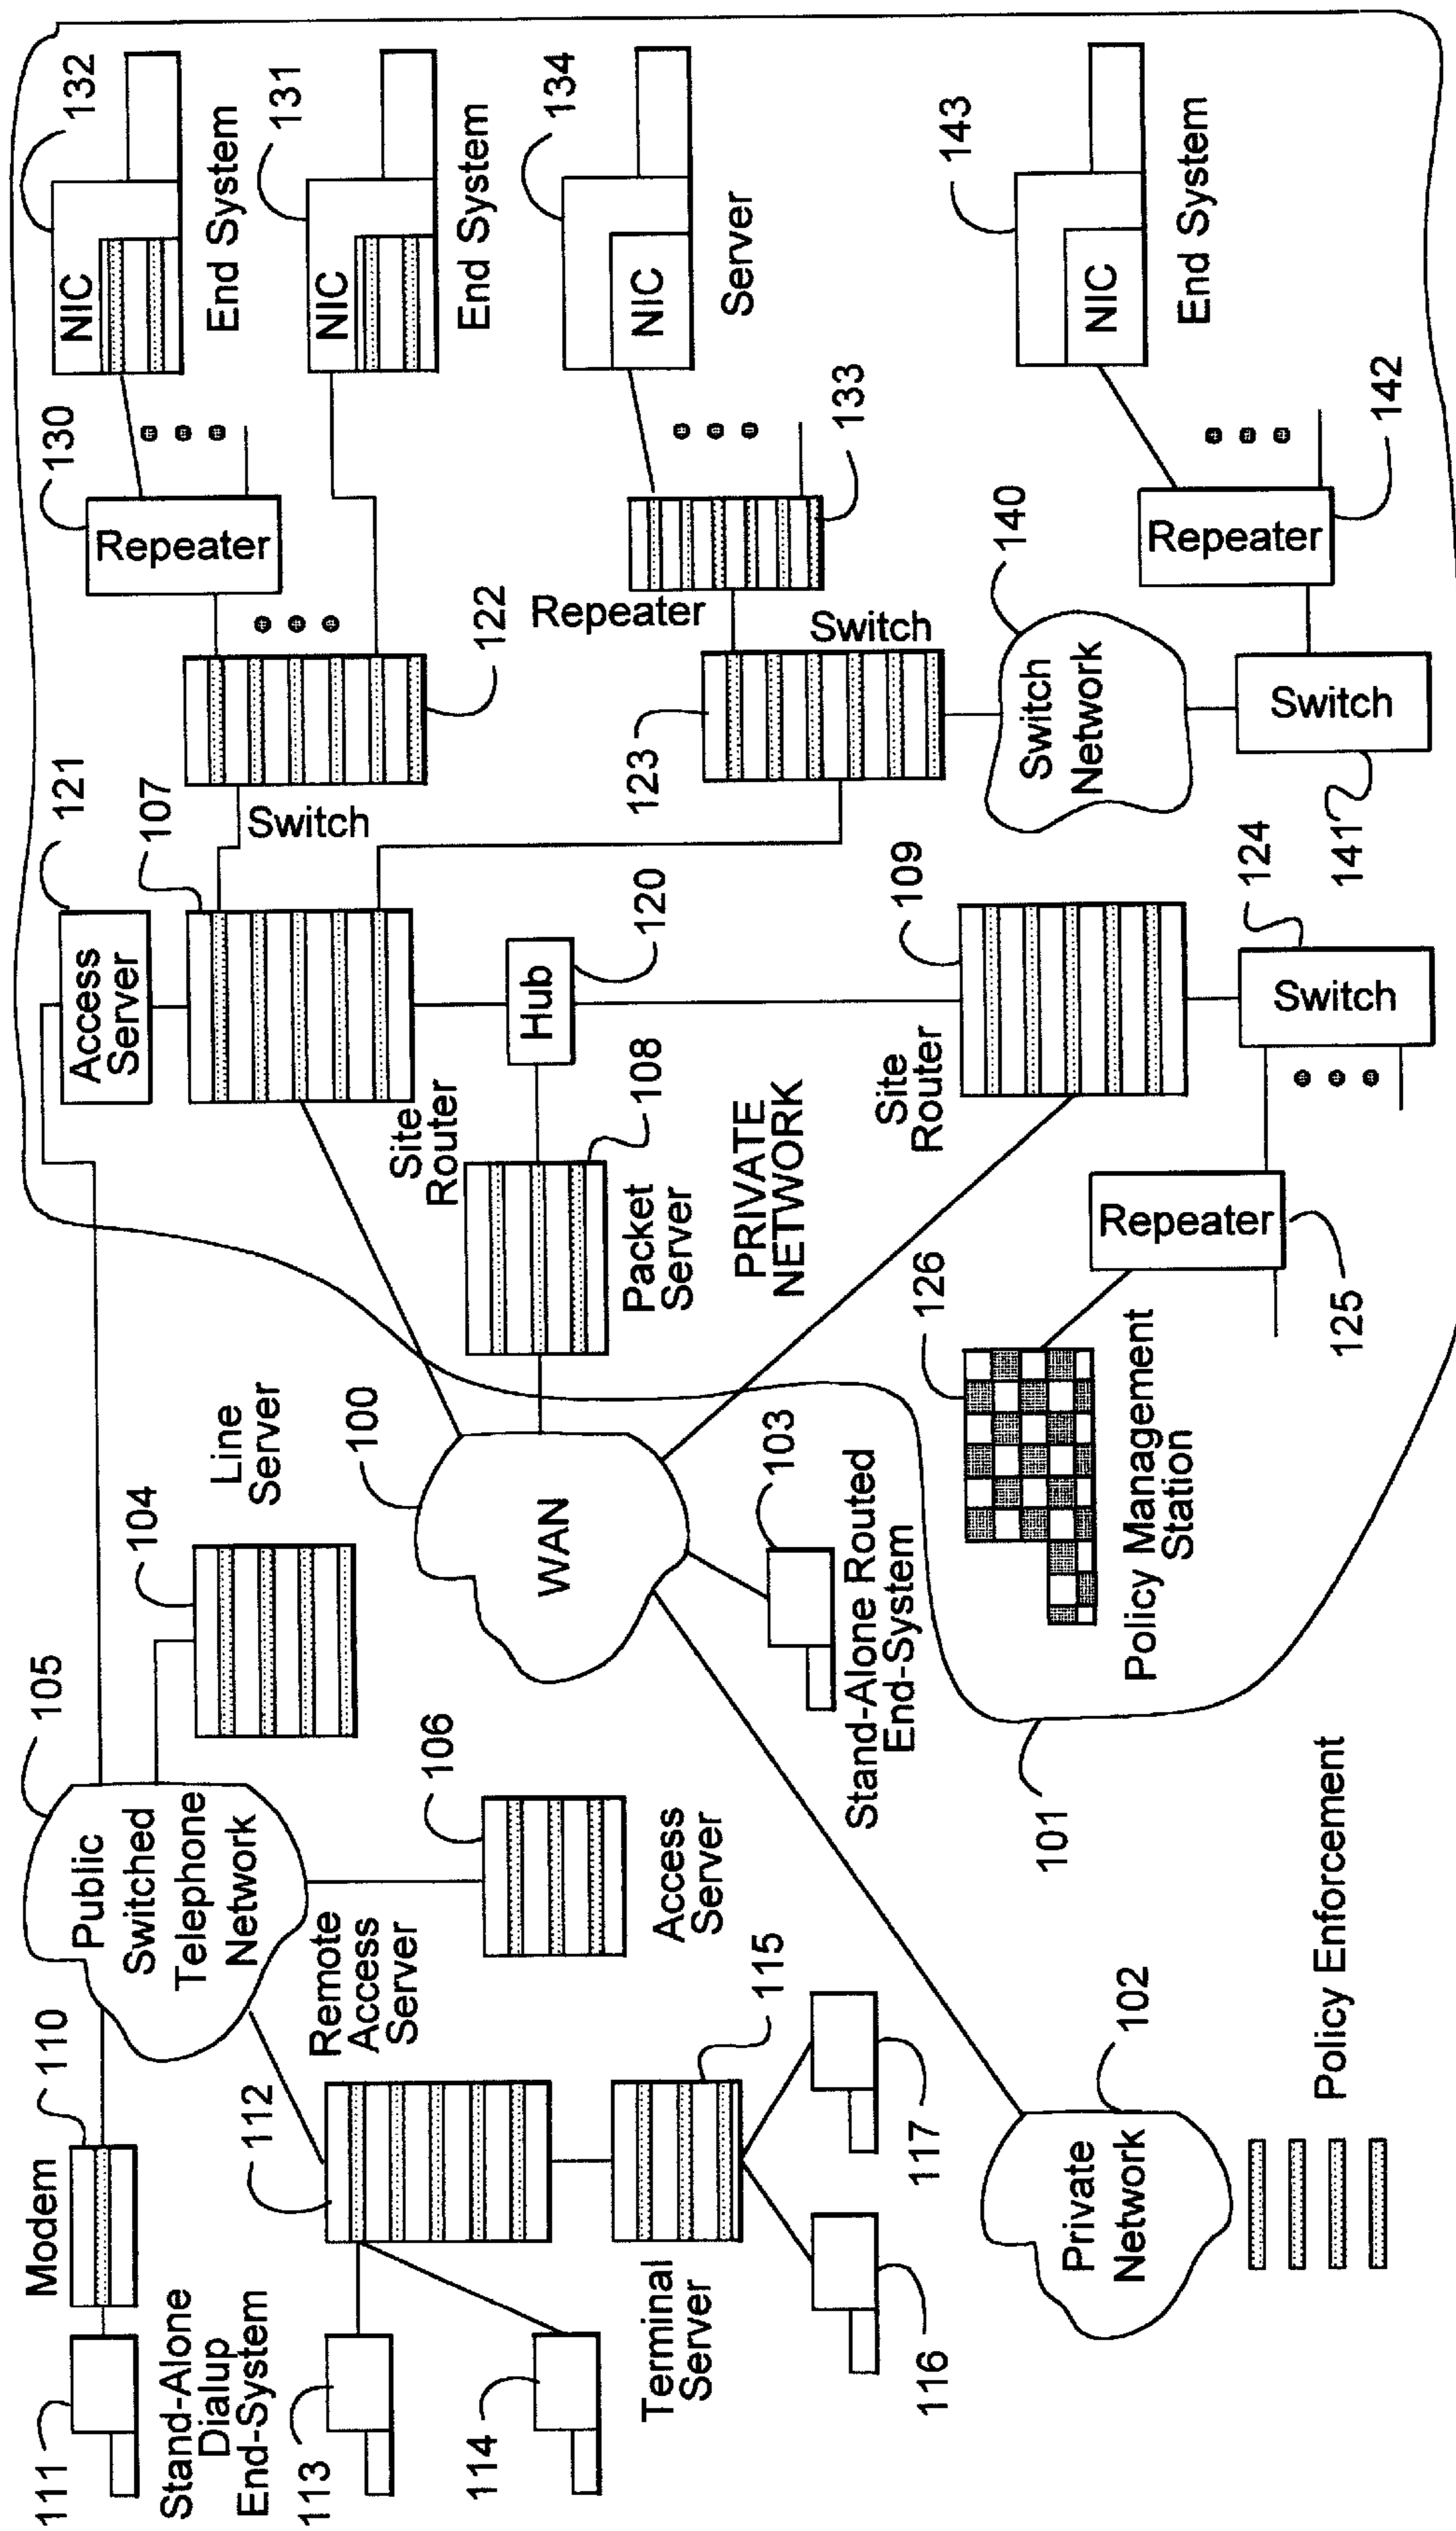 111
Stand-Alone
Dialup
End-System
Modem
110
105
Public
Switched
Telephone
Network
104
Line
Server
113
114
112
Remote
Access
Server
106
Access
Server
Terminal
Server
115
116
117
Private
Network
102
Policy Enforcement
100
WAN
103
Stand-Alone Routed
End-System
101
121
Access
Server
107
Site
Router
Hub
120
108
Packet
Server
PRIVATE
NETWORK
Site
Router
109
126
Policy Management
Station
Repeater
125
Switch
124
Switch
122
130
Repeater
132
NIC
End System
131
NIC
End System
123
Switch
Repeater
133
134
NIC
Server
140
Switch
Network
Switch
141
Repeater
142
143
NIC
End System